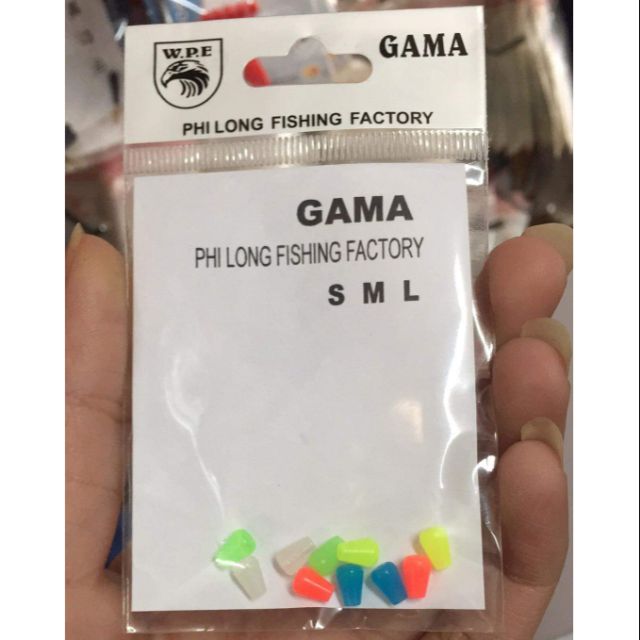 W.P.E
GAMA
PHI LONG FISHING FACTORY
GAMA
PHI LONG FISHING FACTORY
S M L